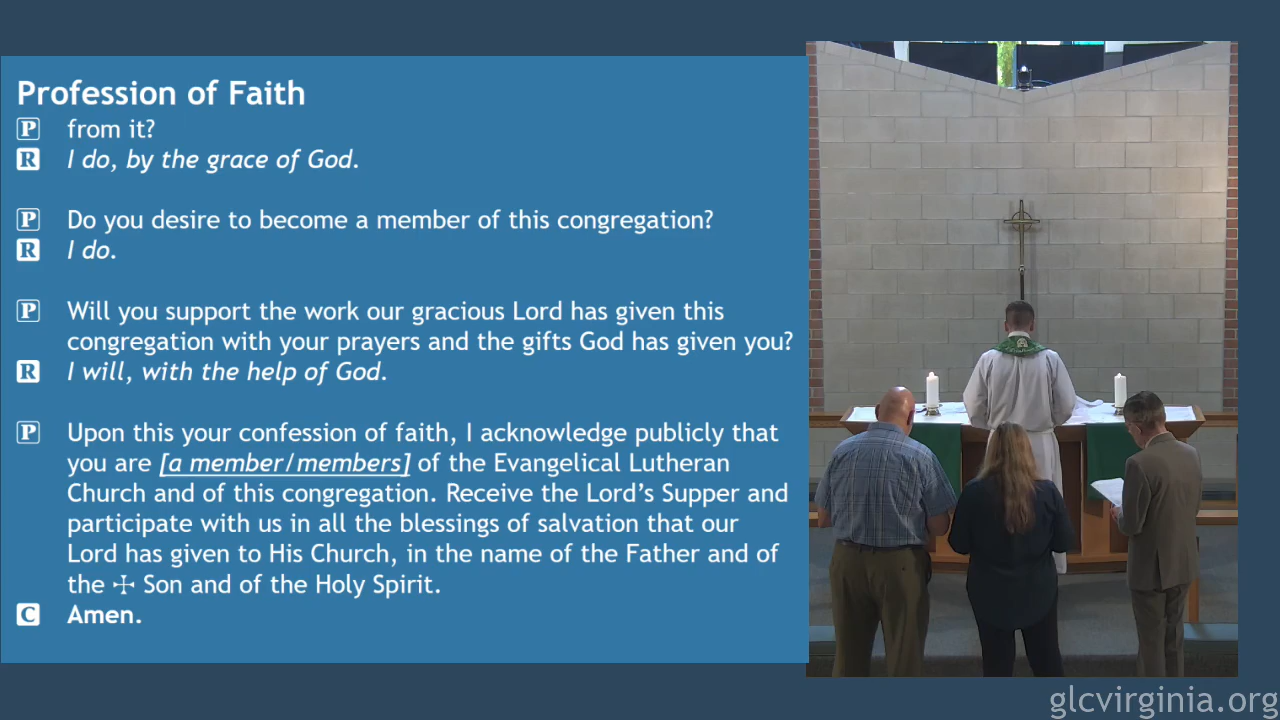 Profession of Faith
P from it?
R I do, by the grace of God.
P Do you desire to become a member of this congregation?
R I do.
P Will you support the work our gracious Lord has given this
congregation with your prayers and the gifts God has given you?
R I will, with the help of God.
P Upon this your confession of faith, I acknowledge publicly that
you are [a member/members] of the Evangelical Lutheran
Church and of this congregation. Receive the Lord’s Supper and
participate with us in all the blessings of salvation that our
Lord has given to His Church, in the name of the Father and of
the ☩ Son and of the Holy Spirit.
C Amen.
glcvirginia.org